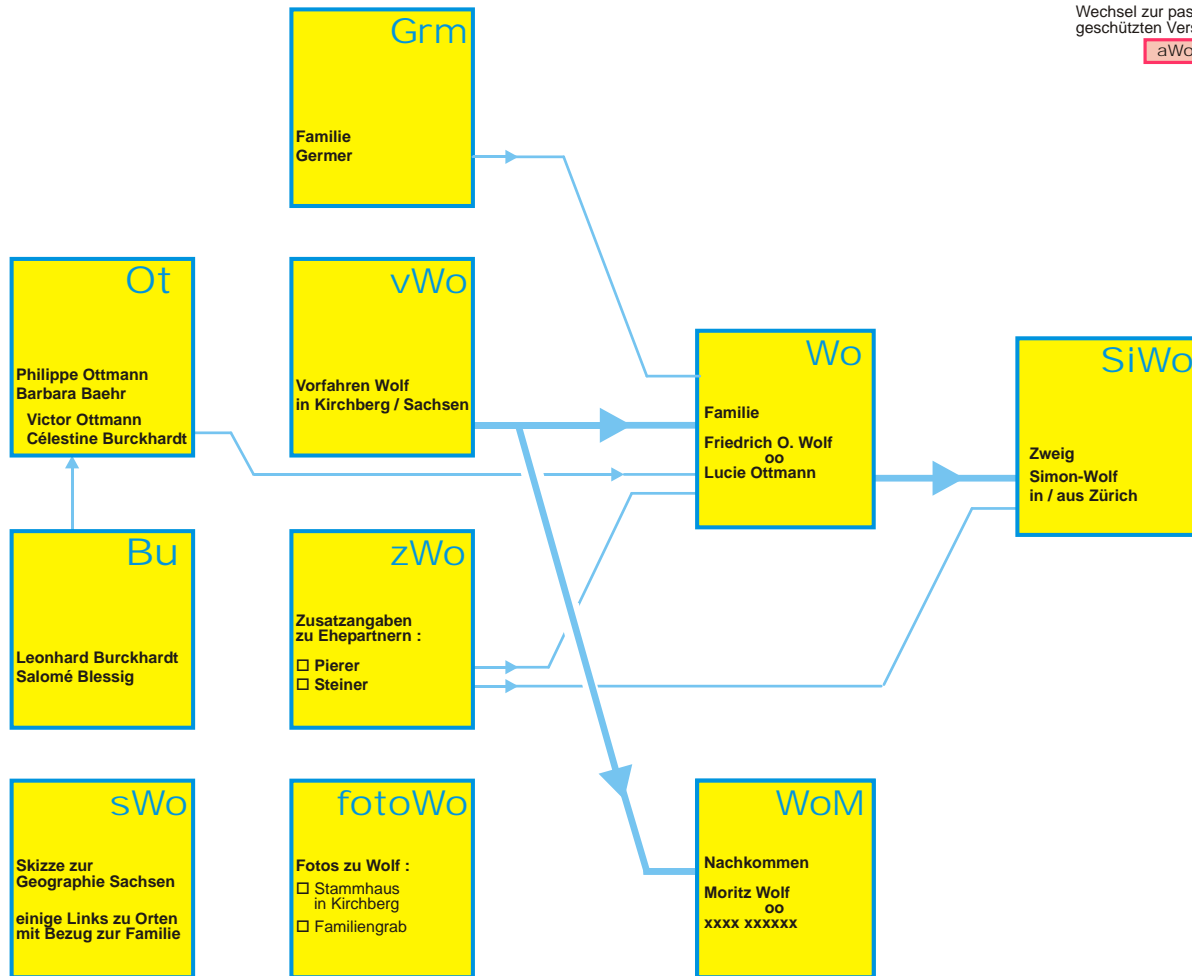 Wechsel zur pas
geschützten Vers
aWo
Grm
Familie
Germer
Ot
Philippe Ottmann
Barbara Baehr
Victor Ottmann
Célestine Burckhardt
vWo
Vorfahren Wolf
in Kirchberg / Sachsen
Wo
Familie
Friedrich O. Wolf
oo
Lucie Ottmann
SiWo
Zweig
Simon-Wolf
in / aus Zürich
Bu
Leonhard Burckhardt
Salomé Blessig
zWo
Zusatzangaben
zu Ehepartnern :
□ Pierer
□ Steiner
sWo
Skizze zur
Geographie Sachsen
einige Links zu Orten
mit Bezug zur Familie
fotoWo
Fotos zu Wolf :
□ Stammhaus
in Kirchberg
□ Familiengrab
WoM
Nachkommen
Moritz Wolf
oo
xxxx xxxxxx